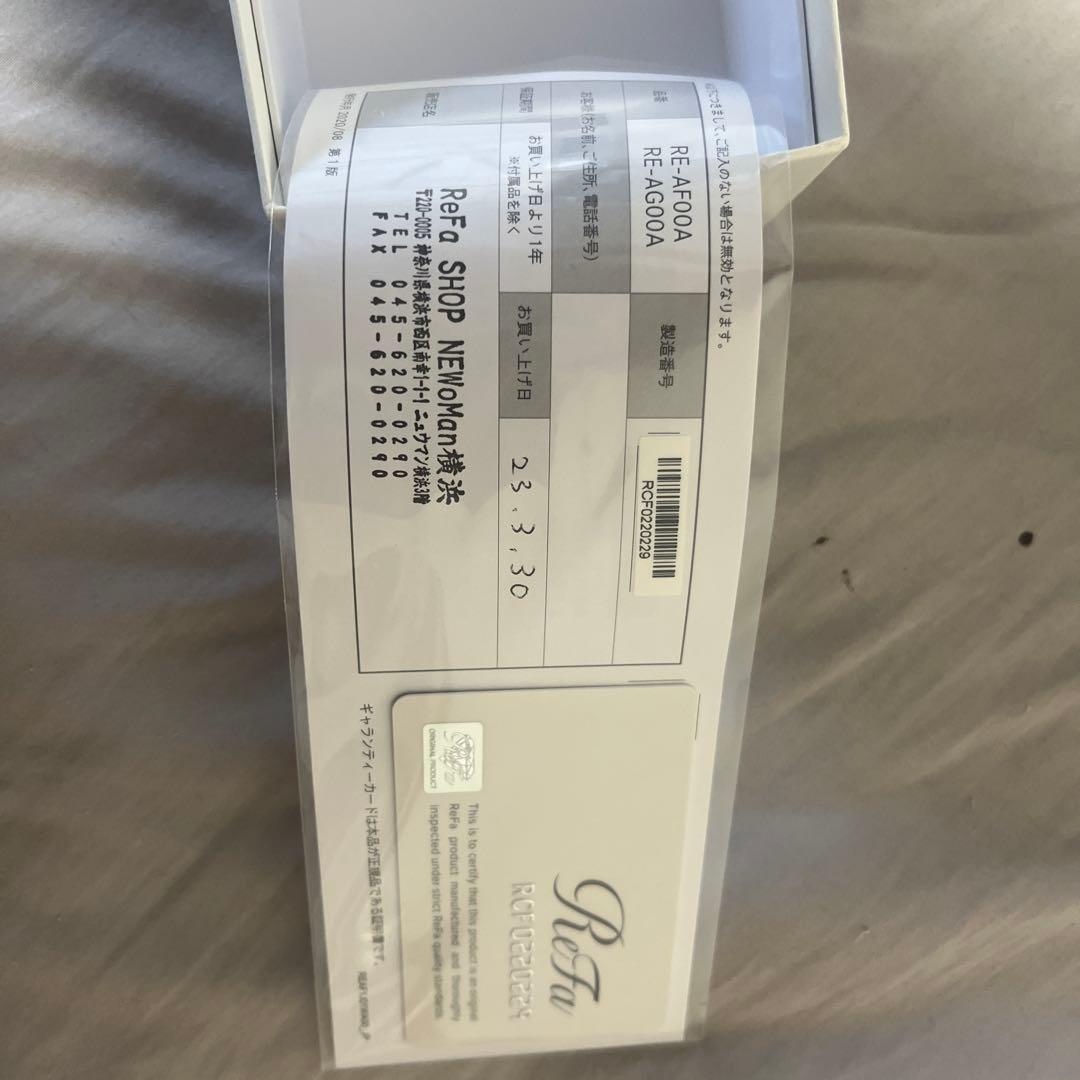 につきまして、ご記入のない場合は無効となります。
品番
RE-AF00A
RE-AG00A
製造番号
RCF0220229
お客様(お名前、ご住所、電話番号)
保証期間
お買い上げ日より1年
※付属品を除く
お買い上げ日
23.3.30
販売店名
ReFa SHOP NEWoMan横浜
〒220-0005 神奈川県横浜市西区南幸1-1-1 ニュウマン横浜3階
TEL 045-620-0290
FAX 045-620-0290
発行年月 2020/08 第1版
ReFa
RCF0220229
This is to certify that this product is an original
ReFa product manufactured and thoroughly
inspected under strict ReFa quality standards.
ORIGINAL PRODUCT
ギャランティーカードは本品が正規品である証明書です。